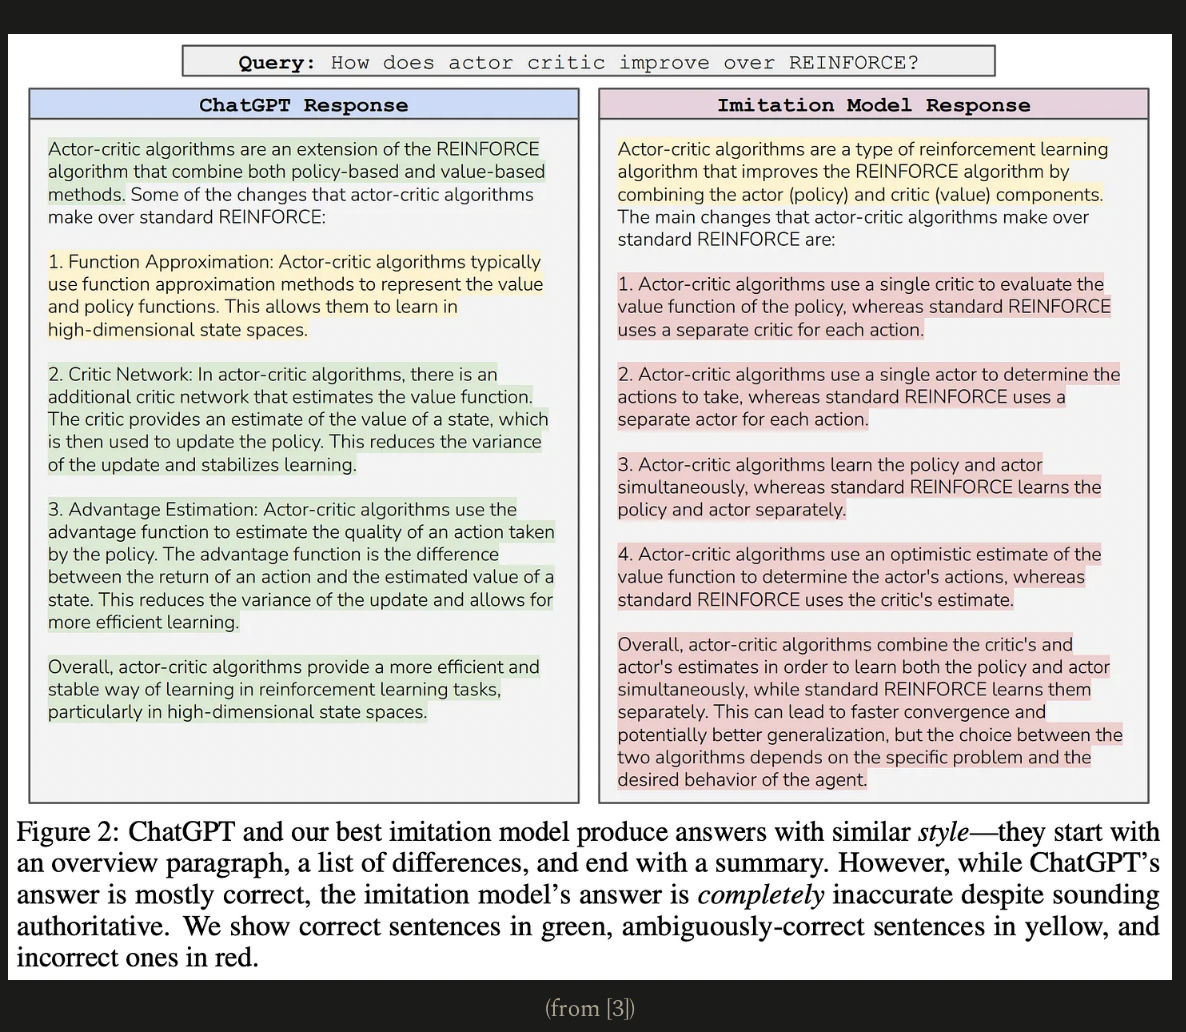 Query: How does actor critic improve over REINFORCE?
ChatGPT Response
Actor-critic algorithms are an extension of the REINFORCE
algorithm that combine both policy-based and value-based
methods. Some of the changes that actor-critic algorithms
make over standard REINFORCE:
1. Function Approximation: Actor-critic algorithms typically
use function approximation methods to represent the value
and policy functions. This allows them to learn in
high-dimensional state spaces.
2. Critic Network: In actor-critic algorithms, there is an
additional critic network that estimates the value function.
The critic provides an estimate of the value of a state, which
is then used to update the policy. This reduces the variance
of the update and stabilizes learning.
3. Advantage Estimation: Actor-critic algorithms use the
advantage function to estimate the quality of an action taken
by the policy. The advantage function is the difference
between the return of an action and the estimated value of a
state. This reduces the variance of the update and allows for
more efficient learning.
Overall, actor-critic algorithms provide a more efficient and
stable way of learning in reinforcement learning tasks,
particularly in high-dimensional state spaces.
Imitation Model Response
Actor-critic algorithms are a type of reinforcement learning
algorithm that improves the REINFORCE algorithm by
combining the actor (policy) and critic (value) components.
The main changes that actor-critic algorithms make over
standard REINFORCE are:
1. Actor-critic algorithms use a single critic to evaluate the
value function of the policy, whereas standard REINFORCE
uses a separate critic for each action.
2. Actor-critic algorithms use a single actor to determine the
actions to take, whereas standard REINFORCE uses a
separate actor for each action.
3. Actor-critic algorithms learn the policy and actor
simultaneously, whereas standard REINFORCE learns the
policy and actor separately.
4. Actor-critic algorithms use an optimistic estimate of the
value function to determine the actor's actions, whereas
standard REINFORCE uses the critic's estimate.
Overall, actor-critic algorithms combine the critic's and
actor's estimates in order to learn both the policy and actor
simultaneously, while standard REINFORCE learns them
separately. This can lead to faster convergence and
potentially better generalization, but the choice between the
two algorithms depends on the specific problem and the
desired behavior of the agent.
Figure 2: ChatGPT and our best imitation model produce answers with similar style—they start with
an overview paragraph, a list of differences, and end with a summary. However, while ChatGPT’s
answer is mostly correct, the imitation model’s answer is completely inaccurate despite sounding
authoritative. We show correct sentences in green, ambiguously-correct sentences in yellow, and
incorrect ones in red.
(from [3])